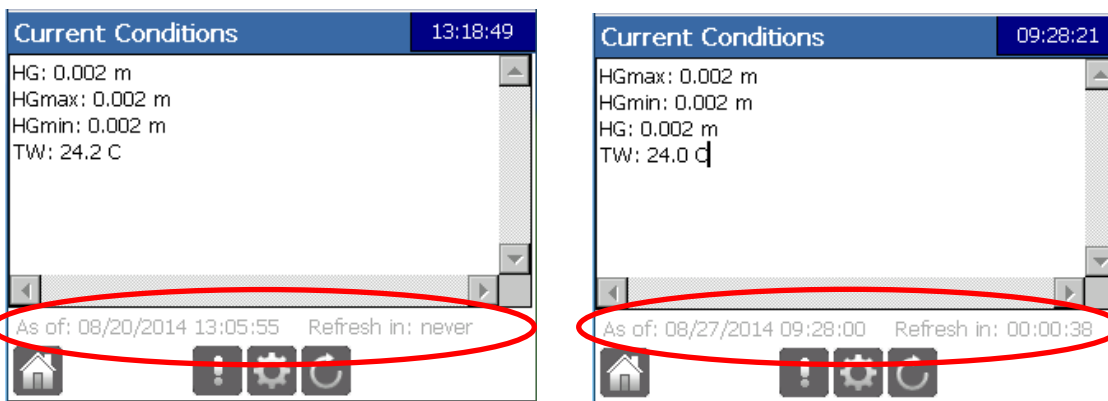 Current Conditions 13:18:49
HG: 0.002 m
HGmax: 0.002 m
HGmin: 0.002 m
TW: 24.2 C
As of: 08/20/2014 13:05:55 Refresh in: never
Current Conditions 09:28:21
HGmax: 0.002 m
HGmin: 0.002 m
HG: 0.002 m
TW: 24.0 C
As of: 08/27/2014 09:28:00 Refresh in: 00:00:38